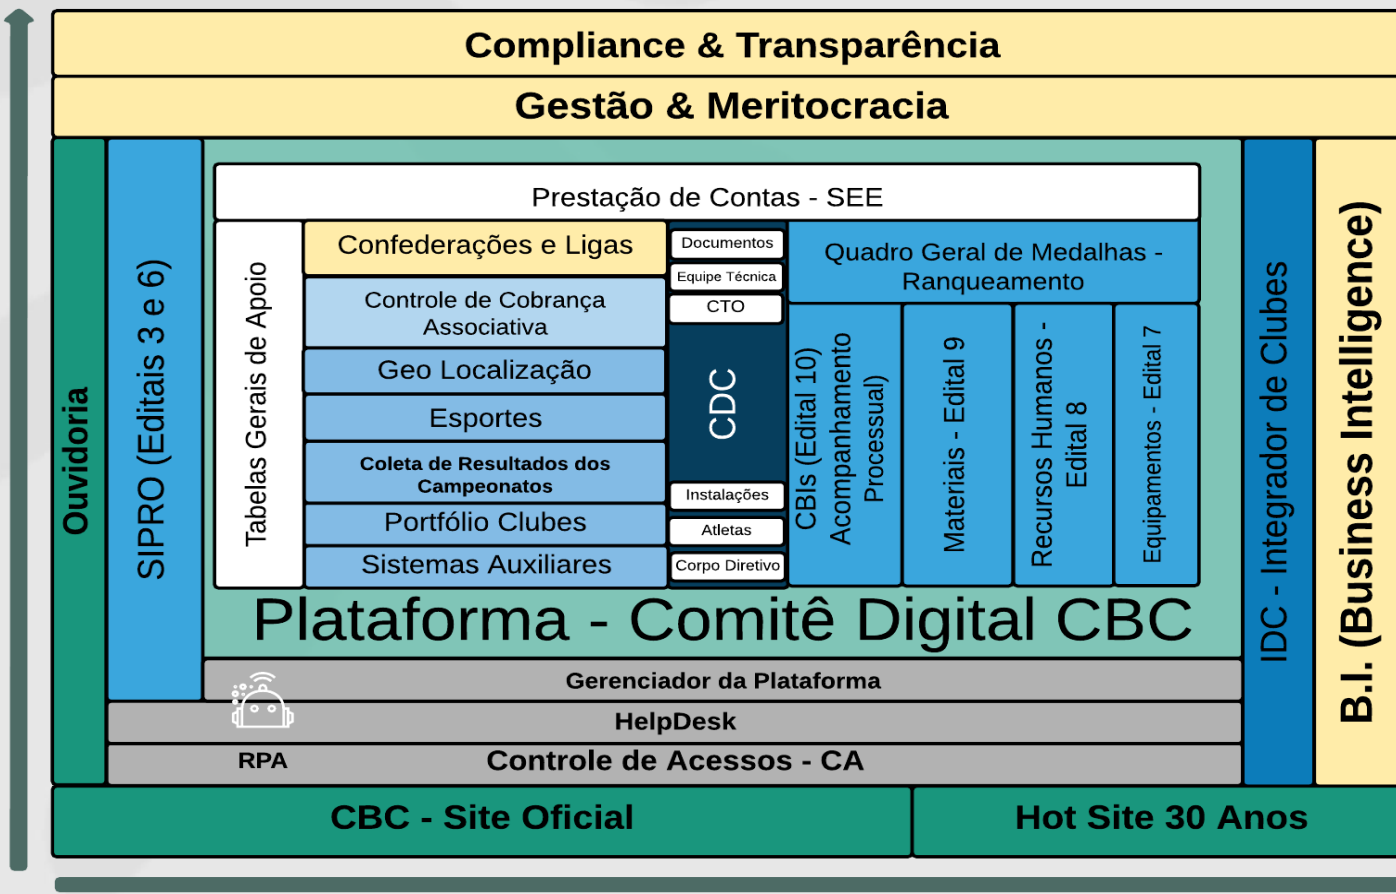 Compliance & Transparência
Gestão & Meritocracia
Ouvidoria
SIPRO (Editais 3 e 6)
Prestação de Contas - SEE
Tabelas Gerais de Apoio
Confederações e Ligas
Controle de Cobrança
Associativa
Geo Localização
Esportes
Coleta de Resultados dos
Campeonatos
Portfólio Clubes
Sistemas Auxiliares
Documentos
Equipe Técnica
CTO
CDC
Instalações
Atletas
Corpo Diretivo
Quadro Geral de Medalhas -
Ranqueamento
CBIs (Edital 10)
Acompanhamento
Processual)
Materiais - Edital 9
Recursos Humanos -
Edital 8
Equipamentos - Edital 7
Plataforma - Comitê Digital CBC
IDC - Integrador de Clubes
B.I. (Business Intelligence)
Gerenciador da Plataforma
HelpDesk
RPA
Controle de Acessos - CA
CBC - Site Oficial
Hot Site 30 Anos